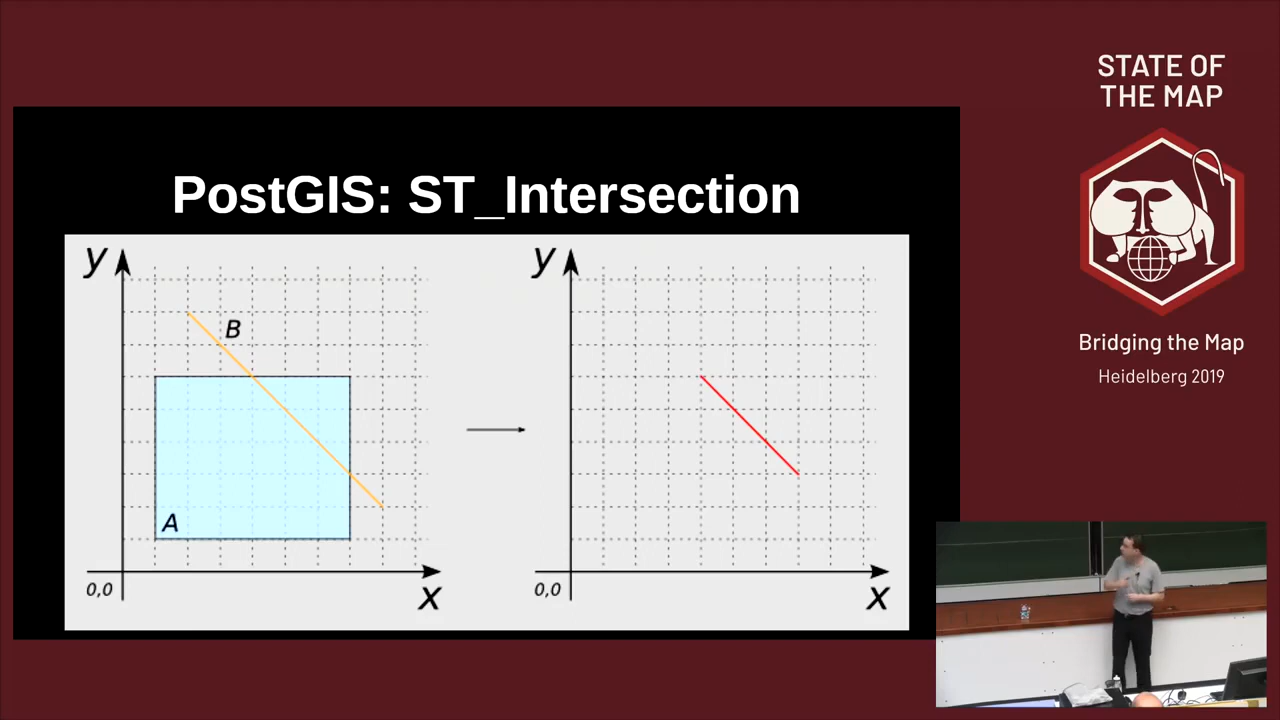 STATE OF
THE MAP
Bridging the Map
Heidelberg 2019
PostGIS: ST_Intersection
y
B
A
0,0
x
y
0,0
x